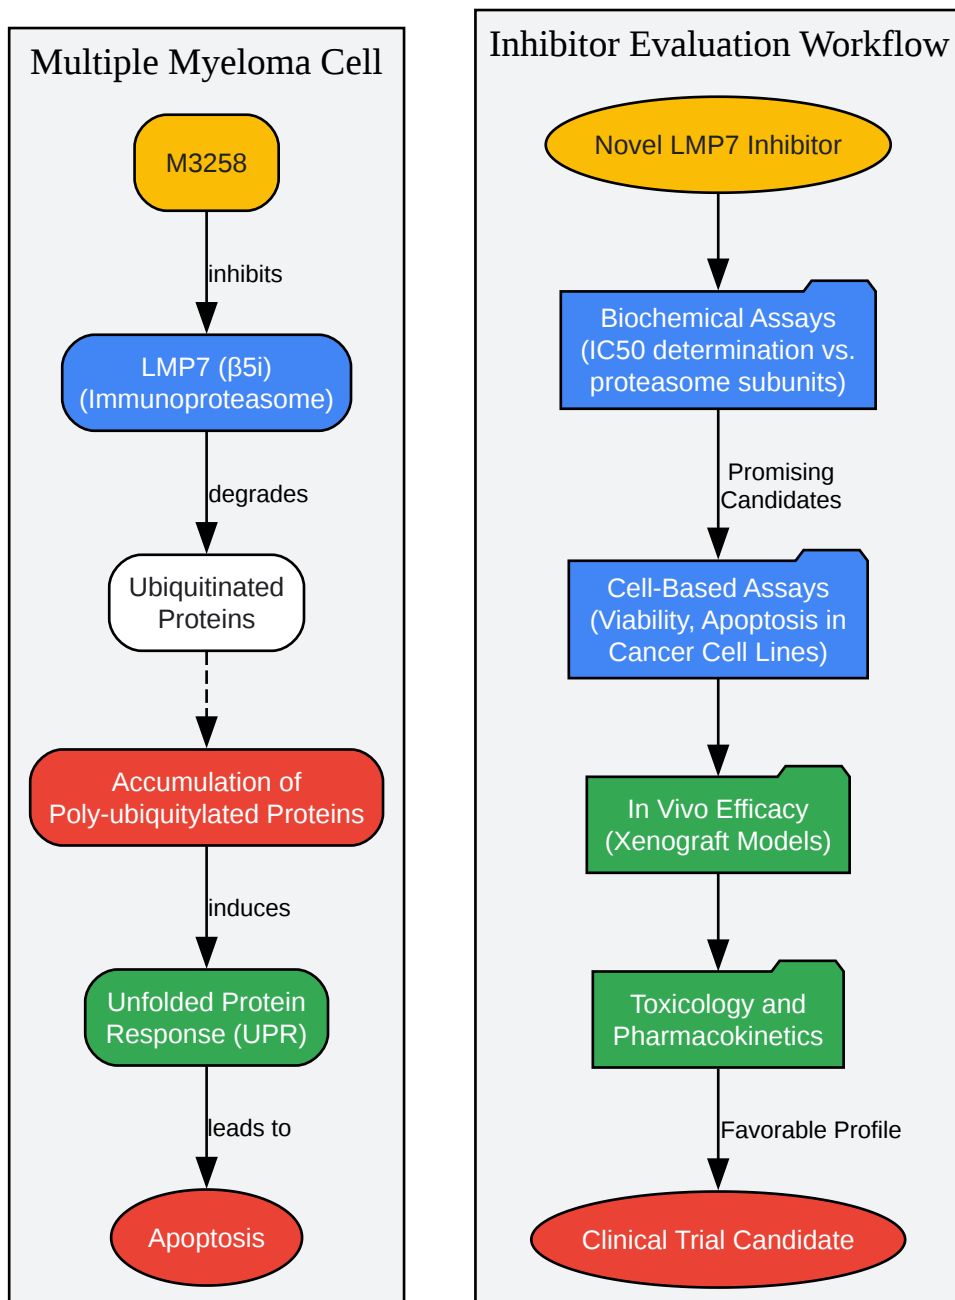 Multiple Myeloma Cell
M3258
inhibits
LMP7 (β5i)
(Immunoproteasome)
degrades
Ubiquitinated
Proteins
Accumulation of
Poly-ubiquitylated Proteins
induces
Unfolded Protein
Response (UPR)
leads to
Apoptosis
Inhibitor Evaluation Workflow
Novel LMP7 Inhibitor
Biochemical Assays
(IC50 determination vs.
proteasome subunits)
Promising
Candidates
Cell-Based Assays
(Viability, Apoptosis in
Cancer Cell Lines)
In Vivo Efficacy
(Xenograft Models)
Toxicology and
Pharmacokinetics
Favorable Profile
Clinical Trial Candidate